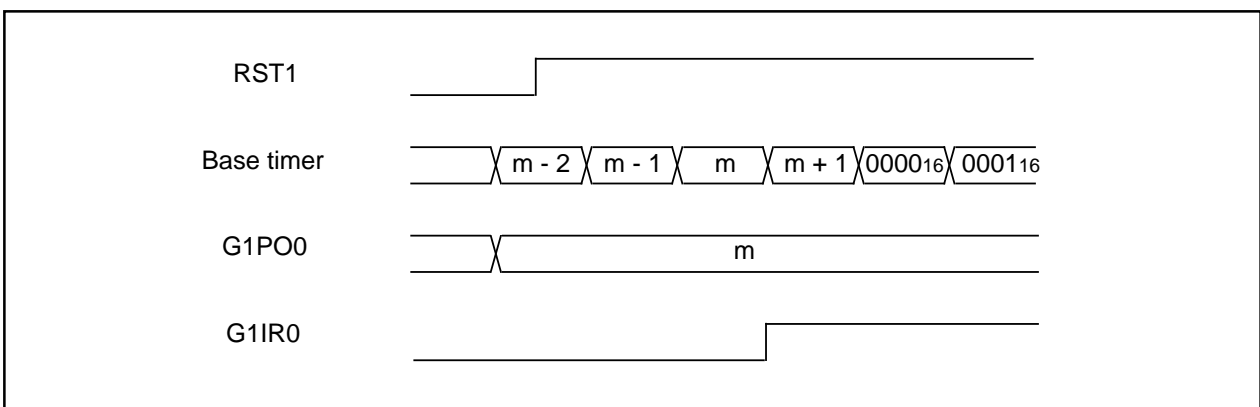 RST1
Base timer
m - 2 m - 1 m m + 1 000016 000116
G1PO0
m
G1IR0